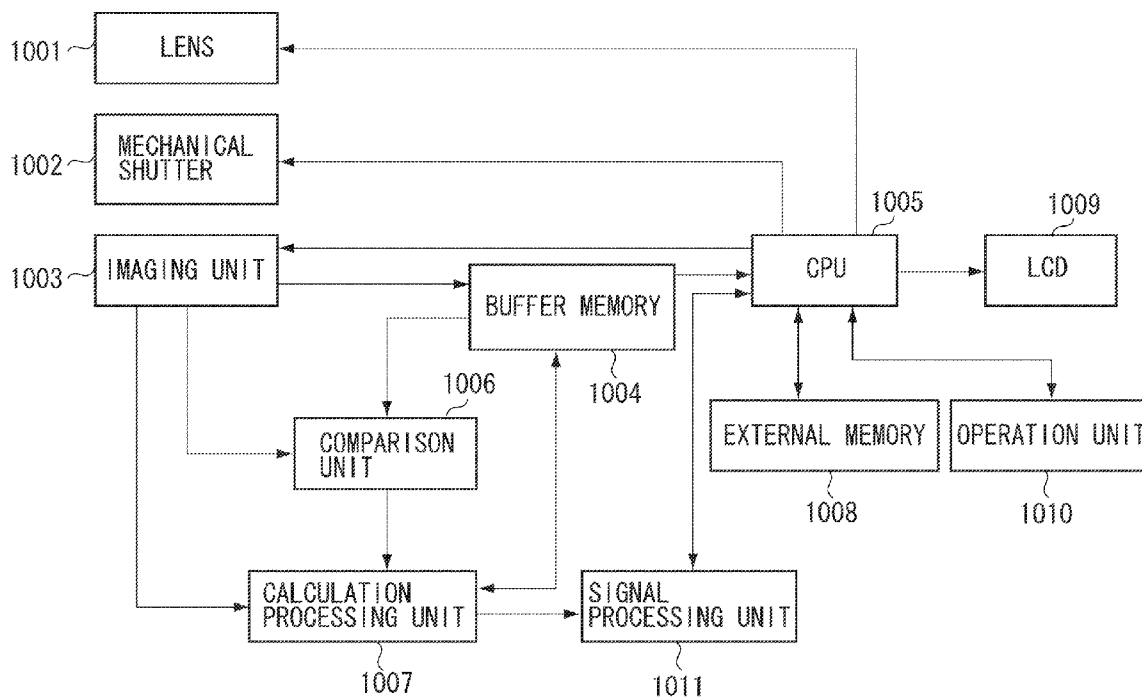 1001
LENS
1002
MECHANICAL
SHUTTER
1005
1009
1003
IMAGING UNIT
CPU
LCD
BUFFER MEMORY
1004
1006
COMPARISON
UNIT
EXTERNAL MEMORY
OPERATION UNIT
1008
1010
CALCULATION
PROCESSING UNIT
SIGNAL
PROCESSING UNIT
1007
1011